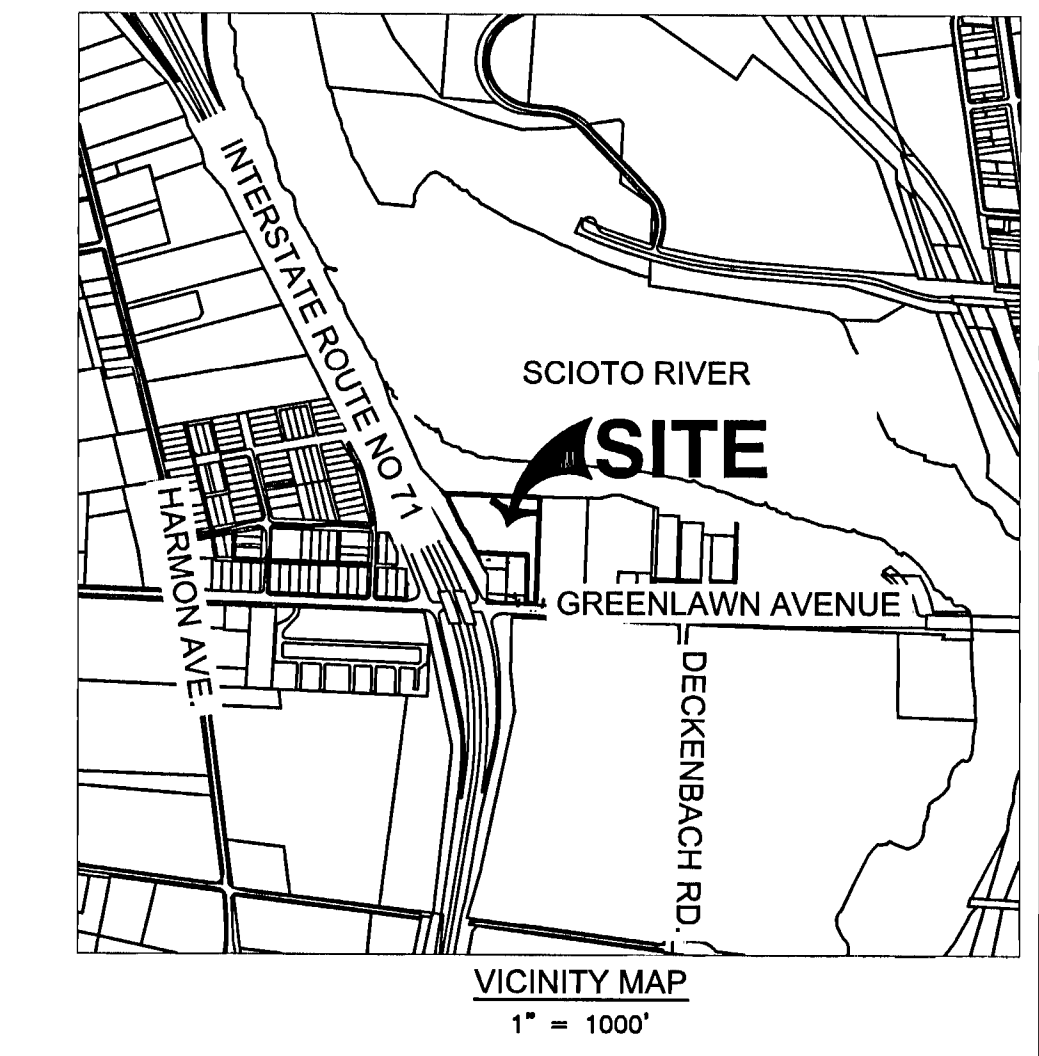 INTERSTATE ROUTE NO 71
SCIOTO RIVER
SITE
HARMON AVE.
GREENLAWN AVENUE
DECKENBACH RD.
VICINITY MAP
1" = 1000'